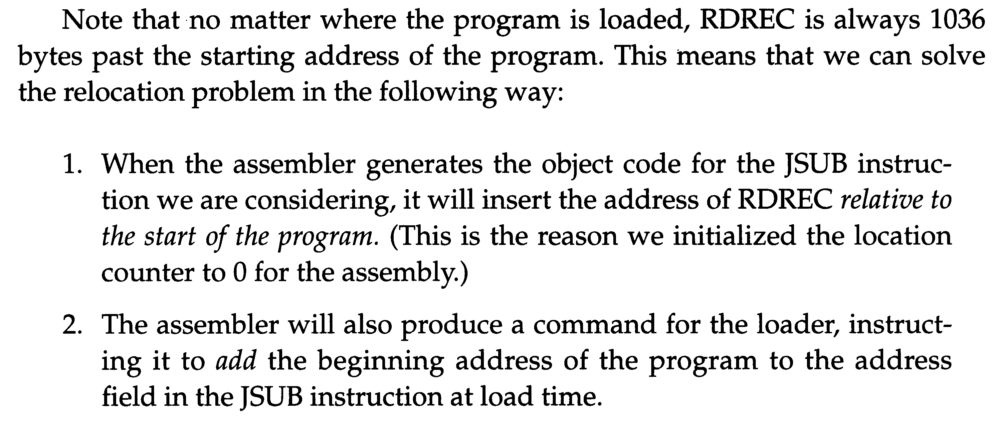 Note that no matter where the program is loaded, RDREC is always 1036
bytes past the starting address of the program. This means that we can solve
the relocation problem in the following way:
1. When the assembler generates the object code for the JSUB instruc-
tion we are considering, it will insert the address of RDREC relative to
the start of the program. (This is the reason we initialized the location
counter to 0 for the assembly.)
2. The assembler will also produce a command for the loader, instruct-
ing it to add the beginning address of the program to the address
field in the JSUB instruction at load time.